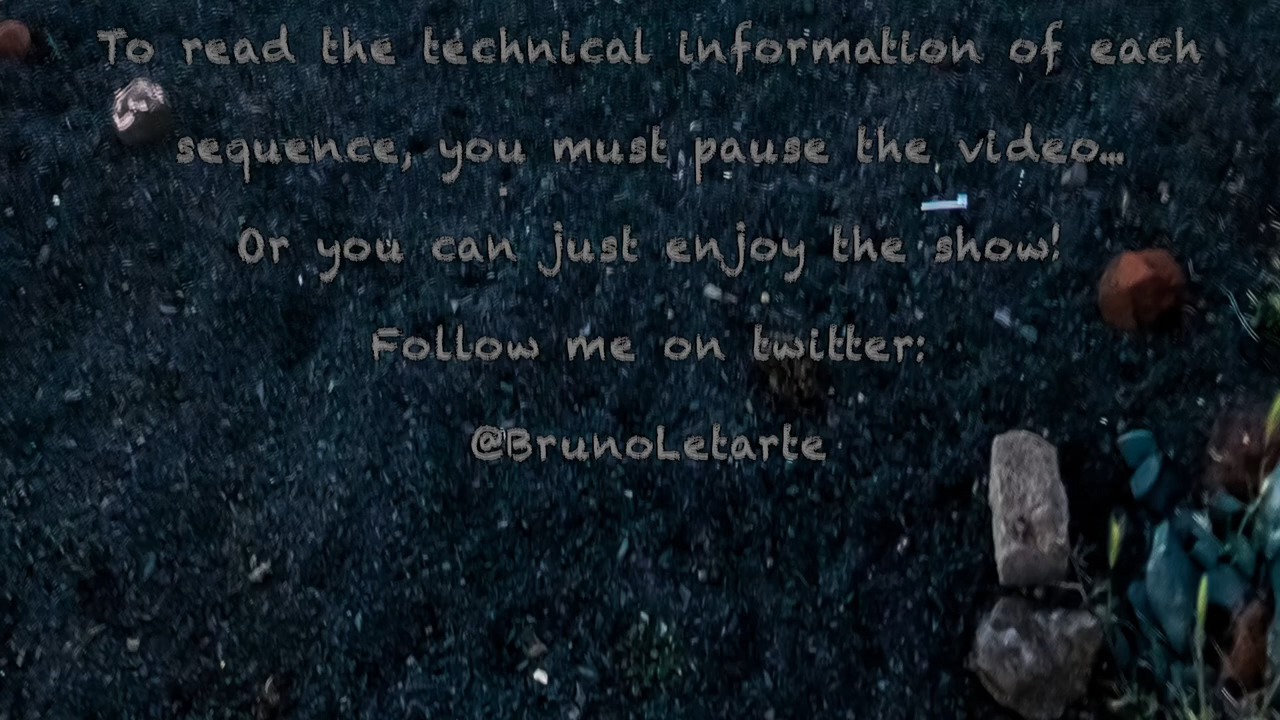 To read the technical information of each
sequence, you must pause the video...
Or you can just enjoy the show!
Follow me on twitter:
@BrunoLetarte